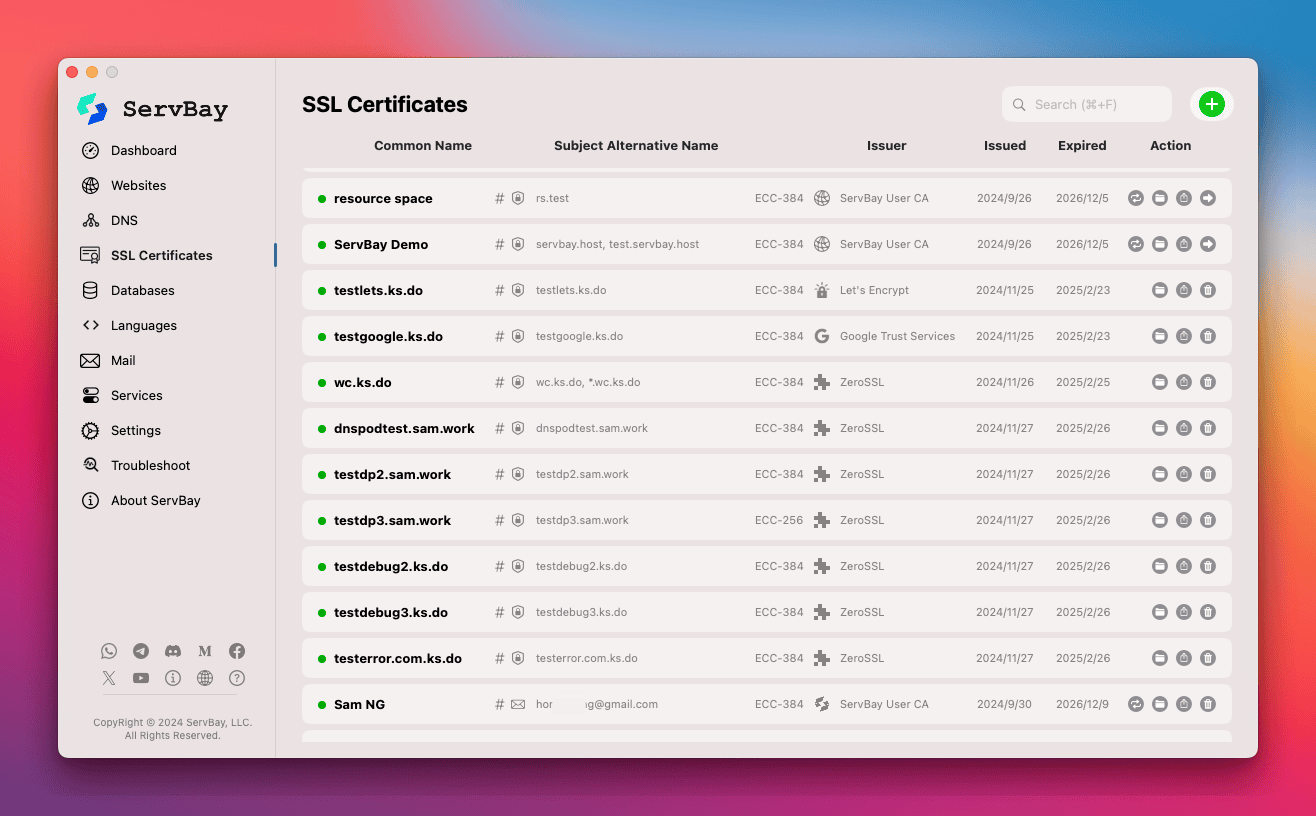 ServBay
Dashboard
Websites
DNS
SSL Certificates
Databases
Languages
Mail
Services
Settings
Troubleshoot
About ServBay
CopyRight © 2024 ServBay, LLC.
All Rights Reserved.
SSL Certificates
Search (⌘+F)
Common Name Subject Alternative Name Issuer Issued Expired Action
resource space # rs.test ECC-384 ServBay User CA 2024/9/26 2026/12/5
ServBay Demo # servbay.host, test.servbay.host ECC-384 ServBay User CA 2024/9/26 2026/12/5
testlets.ks.do # testlets.ks.do ECC-384 Let's Encrypt 2024/11/25 2025/2/23
testgoogle.ks.do # testgoogle.ks.do ECC-384 Google Trust Services 2024/11/25 2025/2/23
wc.ks.do # wc.ks.do, *.wc.ks.do ECC-384 ZeroSSL 2024/11/26 2025/2/25
dnspodtest.sam.work # dnspodtest.sam.work ECC-384 ZeroSSL 2024/11/27 2025/2/26
testdp2.sam.work # testdp2.sam.work ECC-384 ZeroSSL 2024/11/27 2025/2/26
testdp3.sam.work # testdp3.sam.work ECC-256 ZeroSSL 2024/11/27 2025/2/26
testdebug2.ks.do # testdebug2.ks.do ECC-384 ZeroSSL 2024/11/27 2025/2/26
testdebug3.ks.do # testdebug3.ks.do ECC-384 ZeroSSL 2024/11/27 2025/2/26
testerror.com.ks.do # testerror.com.ks.do ECC-384 ZeroSSL 2024/11/27 2025/2/26
Sam NG # hor g@gmail.com ECC-384 ServBay User CA 2024/9/30 2026/12/9